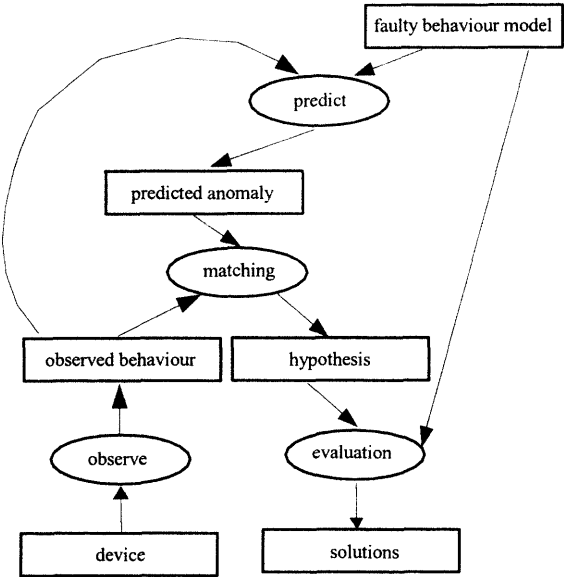 faulty behaviour model
predict
predicted anomaly
matching
observed behaviour
hypothesis
observe
evaluation
device
solutions